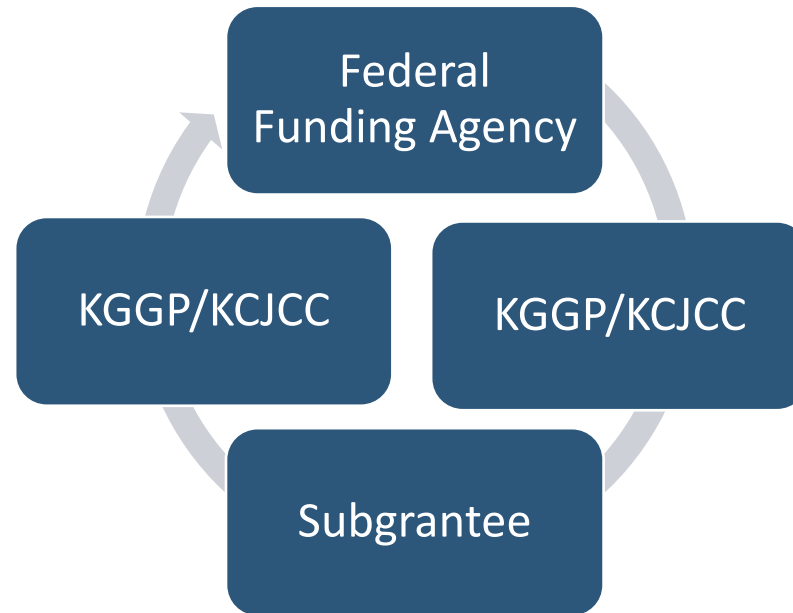 Federal
Funding Agency
KGGP/KCJCC
KGGP/KCJCC
Subgrantee